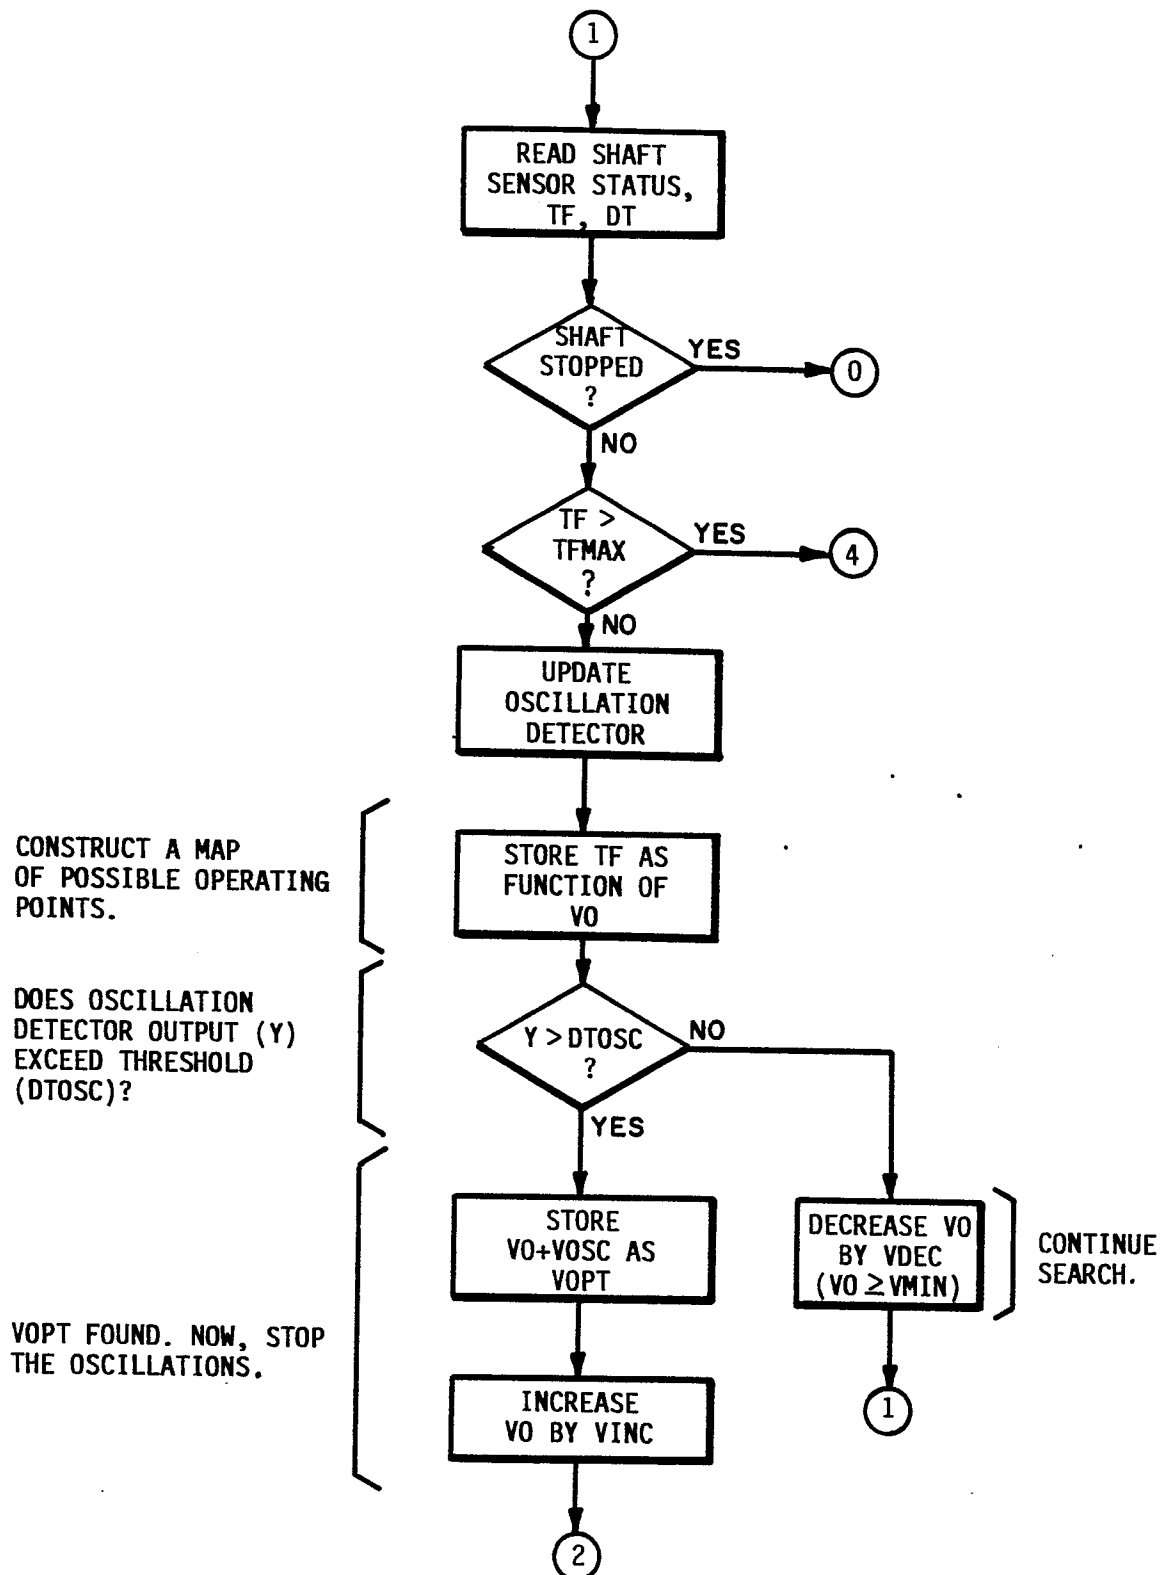 1
READ SHAFT
SENSOR STATUS,
TF, DT
SHAFT
STOPPED
?
YES
0
NO
TF >
TFMAX
?
YES
4
NO
UPDATE
OSCILLATION
DETECTOR
CONSTRUCT A MAP
OF POSSIBLE OPERATING
POINTS.
STORE TF AS
FUNCTION OF
VO
DOES OSCILLATION
DETECTOR OUTPUT (Y)
EXCEED THRESHOLD
(DTOSC)?
Y > DTOSC
?
NO
YES
STORE
VO+VOSC AS
VOPT
DECREASE VO
BY VDEC
(VO ≥ VMIN)
CONTINUE
SEARCH.
VOPT FOUND. NOW, STOP
THE OSCILLATIONS.
INCREASE
VO BY VINC
1
2